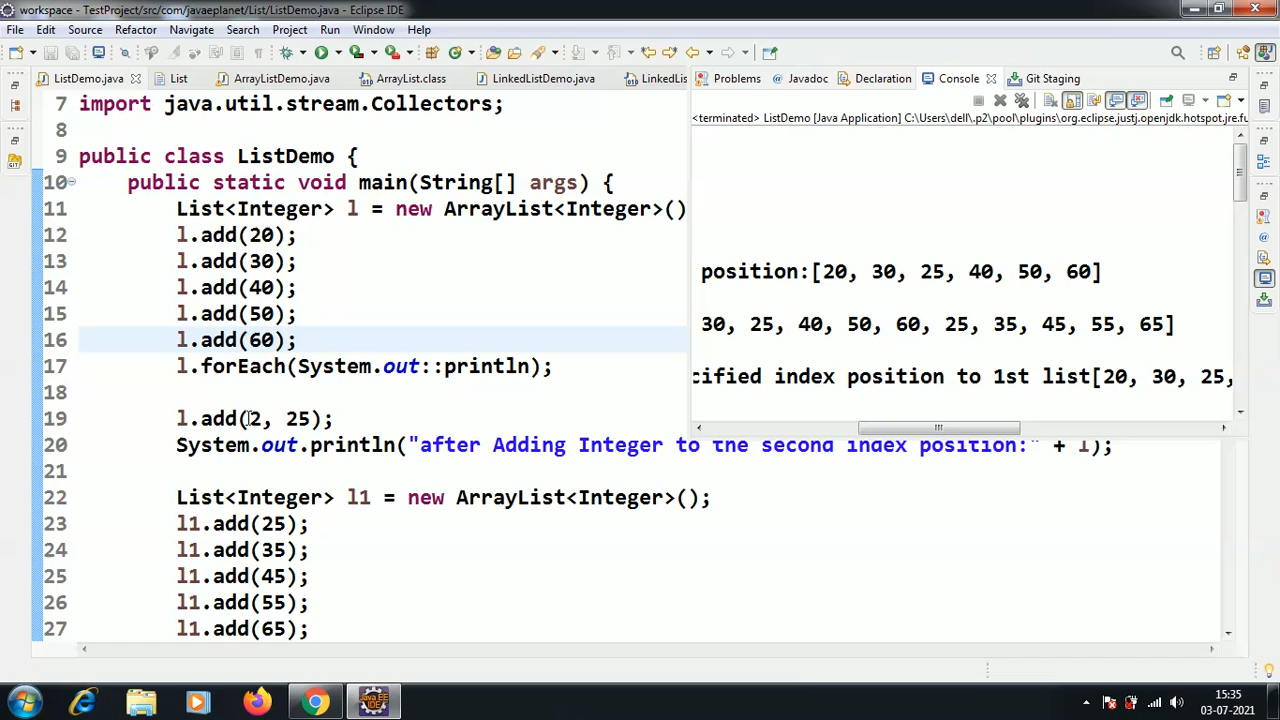 workspace - TestProject/src/com/javaeplanet/List/ListDemo.java - Eclipse IDE
File Edit Source Refactor Navigate Search Project Run Window Help
ListDemo.java List ArrayListDemo.java ArrayList.class LinkedListDemo.java LinkedLis
Problems Javadoc Declaration Console Git Staging
<terminated> ListDemo [Java Application] C:\Users\dell\.p2\pool\plugins\org.eclipse.justj.openjdk.hotspot.jre.fu
position:[20, 30, 25, 40, 50, 60]
30, 25, 40, 50, 60, 25, 35, 45, 55, 65]
cified index position to 1st list[20, 30, 25,
7 import java.util.stream.Collectors;
8
9 public class ListDemo {
10 public static void main(String[] args) {
11 List<Integer> l = new ArrayList<Integer>()
12 l.add(20);
13 l.add(30);
14 l.add(40);
15 l.add(50);
16 l.add(60);
17 l.forEach(System.out::println);
18
19 l.add(2, 25);
20 System.out.println("after Adding Integer to the second index position:" + l);
21
22 List<Integer> l1 = new ArrayList<Integer>();
23 l1.add(25);
24 l1.add(35);
25 l1.add(45);
26 l1.add(55);
27 l1.add(65);
15:35
03-07-2021